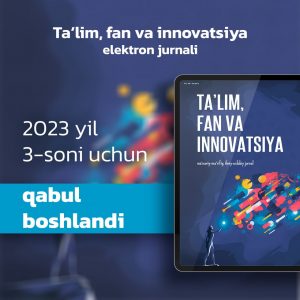 Ta'lim, fan va innovatsiya
elektron jurnali
2023 yil
3-soni uchun
qabul
boshlandi
TA'LIM,
FAN VA
INNOVATSIYA